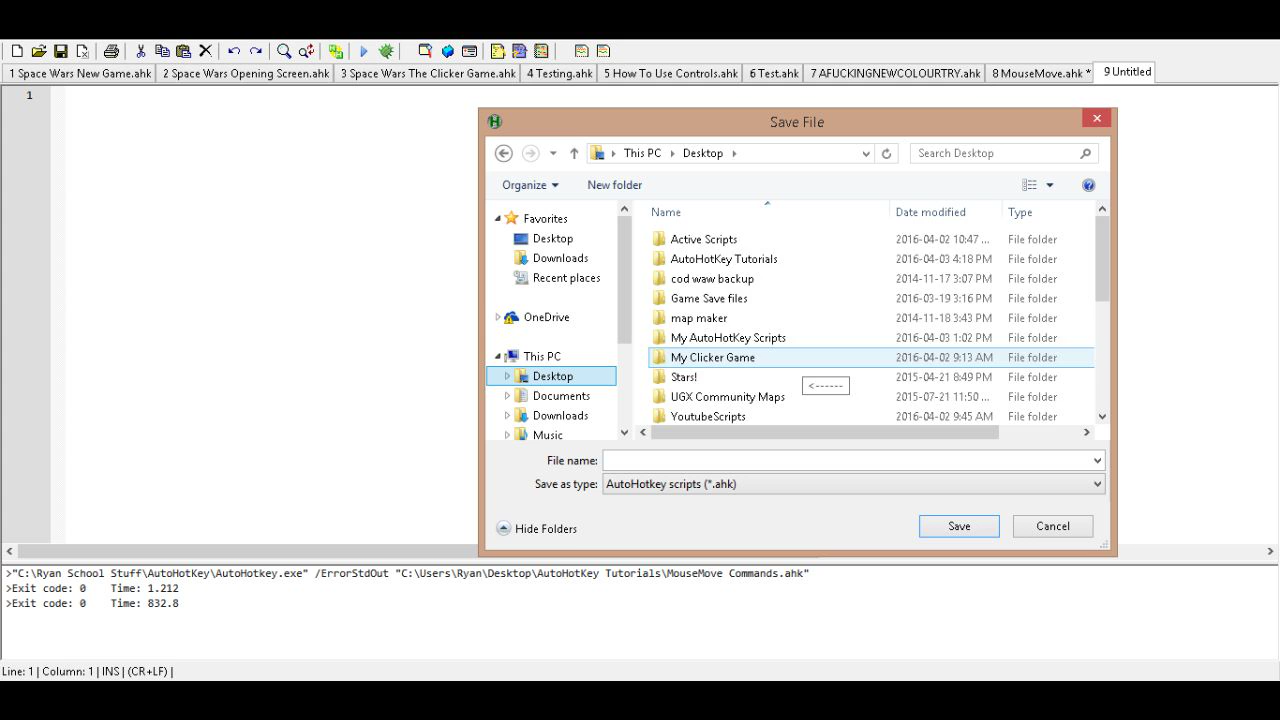 1 Space Wars New Game.ahk 2 Space Wars Opening Screen.ahk 3 Space Wars The Clicker Game.ahk 4 Testing.ahk 5 How To Use Controls.ahk 6 Test.ahk 7 AFUCKINGNEWCOLOURTRY.ahk 8 MouseMove.ahk * 9 Untitled
1
Save File
This PC Desktop Search Desktop
Organize New folder
Name Date modified Type
Favorites
Desktop
Downloads
Recent places
OneDrive
This PC
Desktop
Documents
Downloads
Music
Active Scripts 2016-04-02 10:47 ... File folder
AutoHotKey Tutorials 2016-04-03 4:18 PM File folder
cod waw backup 2014-11-17 3:07 PM File folder
Game Save files 2016-03-19 3:16 PM File folder
map maker 2014-11-18 3:43 PM File folder
My AutoHotKey Scripts 2016-04-03 1:02 PM File folder
My Clicker Game 2016-04-02 9:13 AM File folder
Stars! 2015-04-21 8:49 PM File folder
<------
UGX Community Maps 2015-07-21 11:50 ... File folder
YoutubeScripts 2016-04-02 9:45 AM File folder
File name:
Save as type: AutoHotkey scripts (*.ahk)
Hide Folders Save Cancel
>"C:\Ryan School Stuff\AutoHotKey\AutoHotkey.exe" /ErrorStdOut "C:\Users\Ryan\Desktop\AutoHotKey Tutorials\MouseMove Commands.ahk"
>Exit code: 0 Time: 1.212
>Exit code: 0 Time: 832.8
Line: 1 | Column: 1 | INS | (CR+LF) |